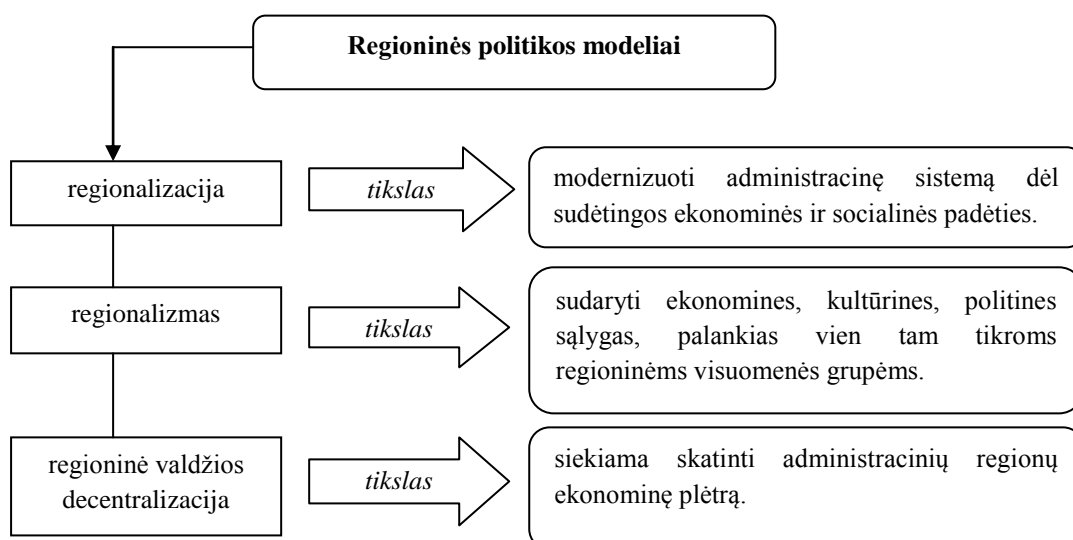 Regioninės politikos modeliai
regionalizacija
tikslas
modernizuoti administracinę sistemą dėl
sudėtingos ekonominės ir socialinės padėties.
regionalizmas
tikslas
sudaryti ekonomines, kultūrines, politines
sąlygas, palankias vien tam tikroms
regioninėms visuomenės grupėms.
regioninė valdžios
decentralizacija
tikslas
siekiama skatinti administracinių regionų
ekonominę plėtrą.